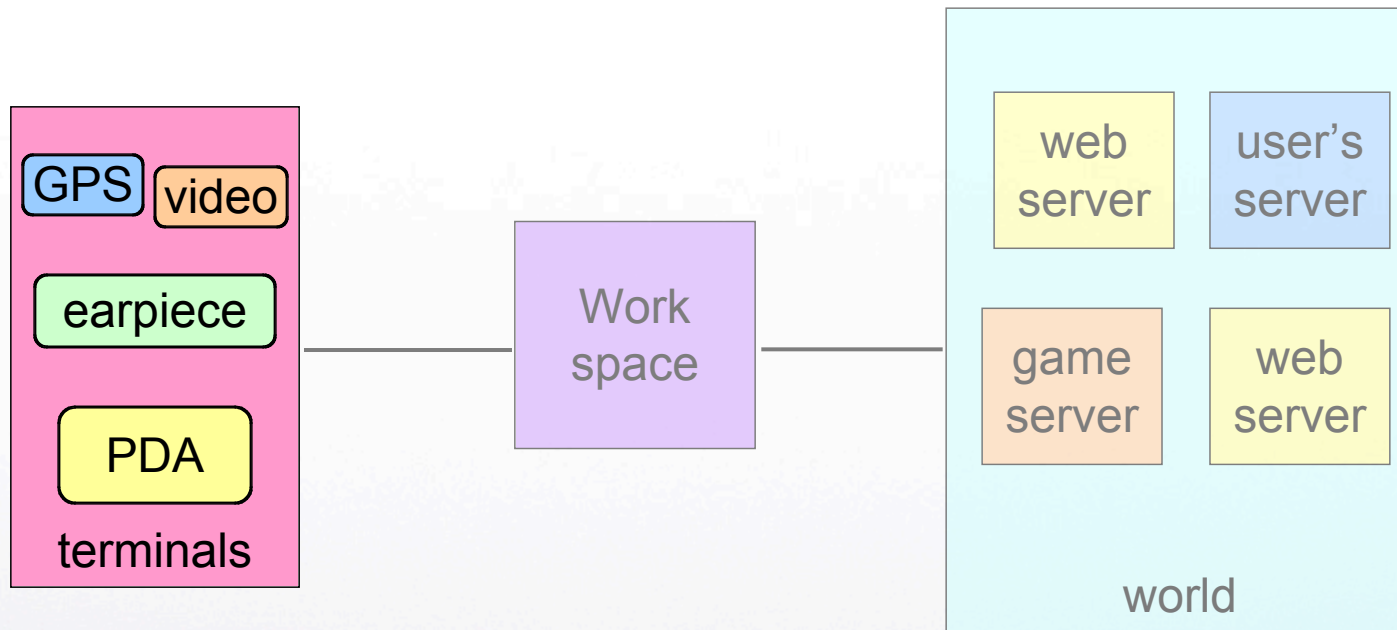 GPS
video
earpiece
PDA
terminals
Work
space
web
server
user’s
server
game
server
web
server
world